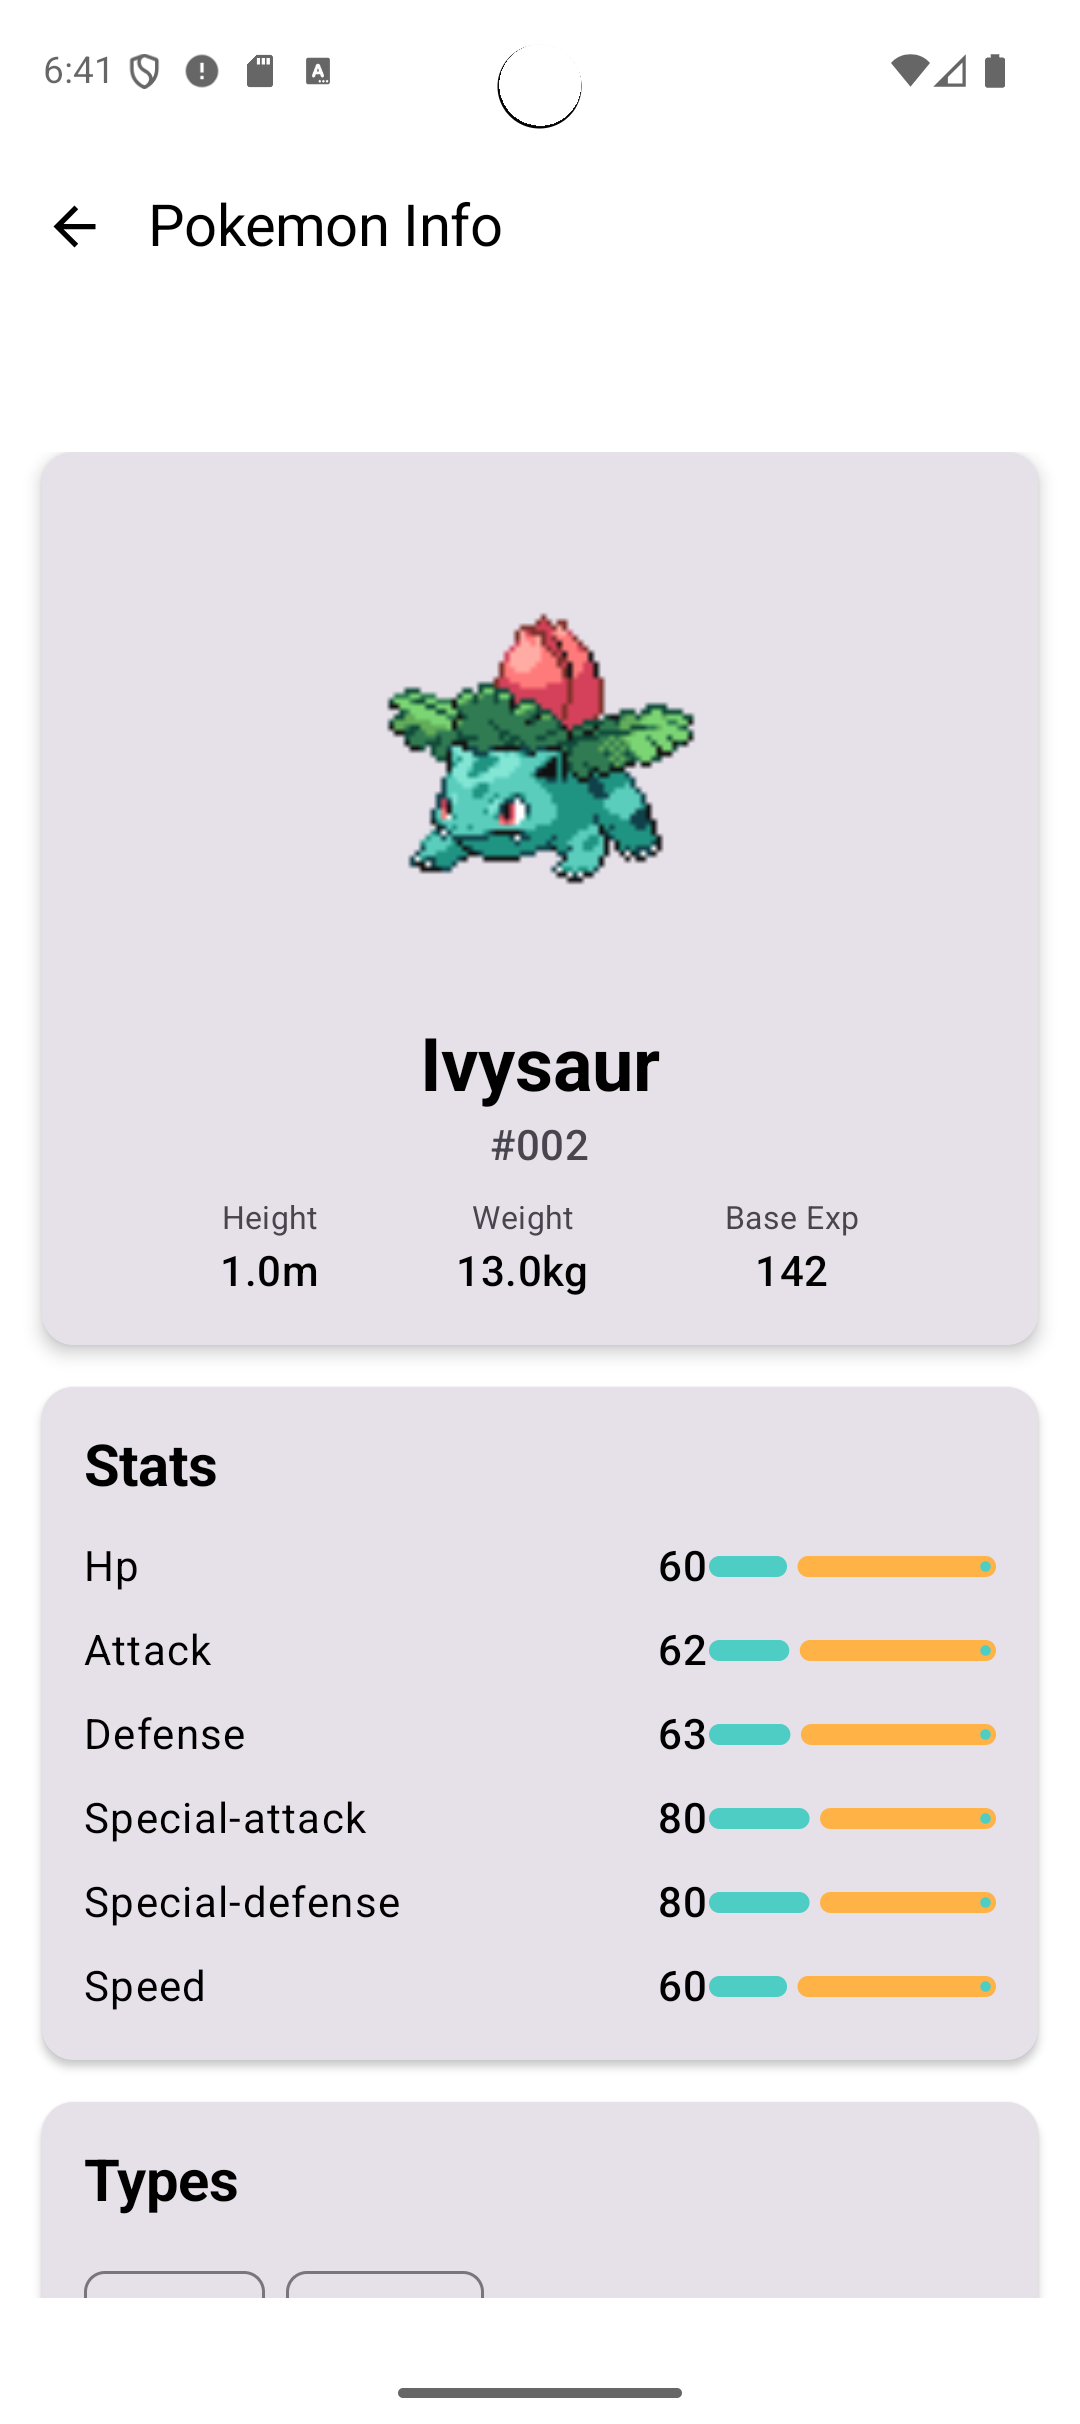 6:41
Pokemon Info
Ivysaur
#002
Height Weight Base Exp
1.0m 13.0kg 142
Stats
Hp 60
Attack 62
Defense 63
Special-attack 80
Special-defense 80
Speed 60
Types